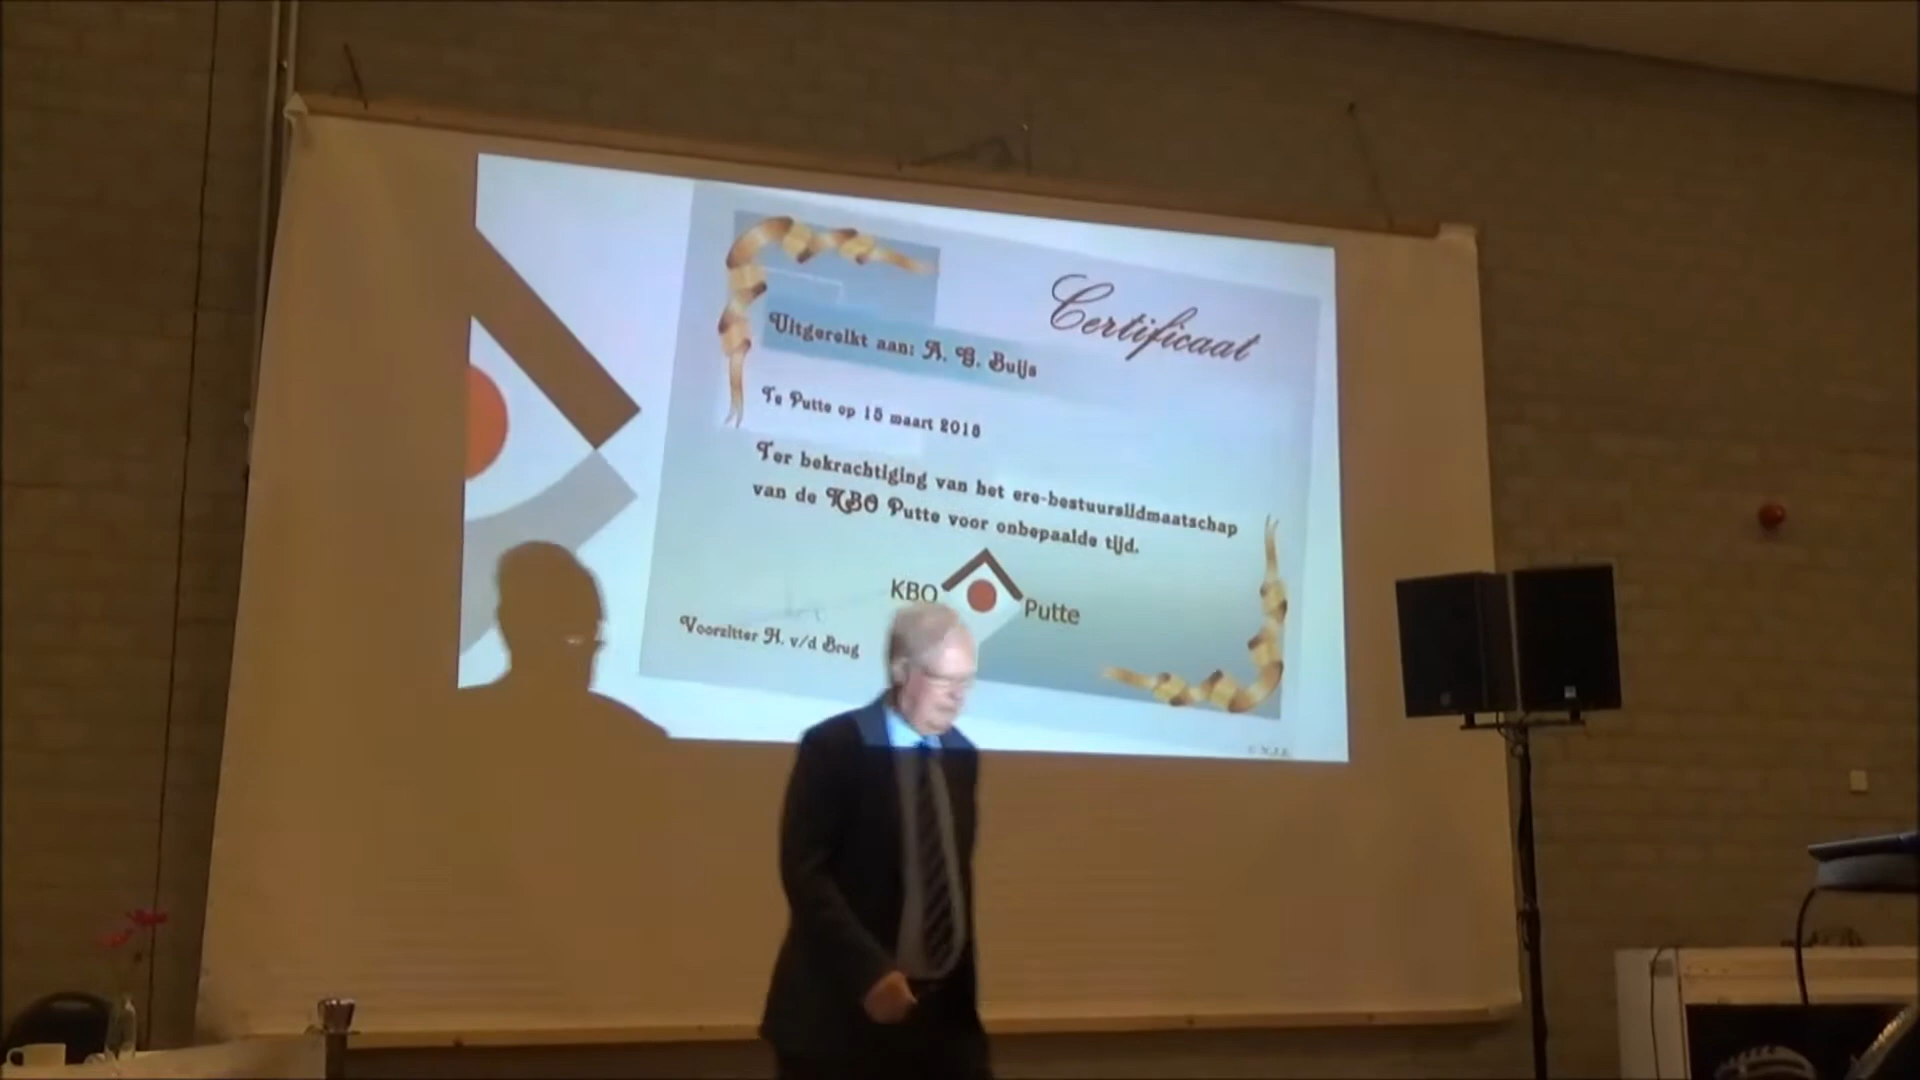 Certificaat
Uitgereikt aan: A. G. Buijs
Te Putte op 15 maart 2018
Ter bekrachtiging van het ere-bestuurslidmaatschap
van de KBO Putte voor onbepaalde tijd.
KBO Putte
Voorzitter H. v/d Brug